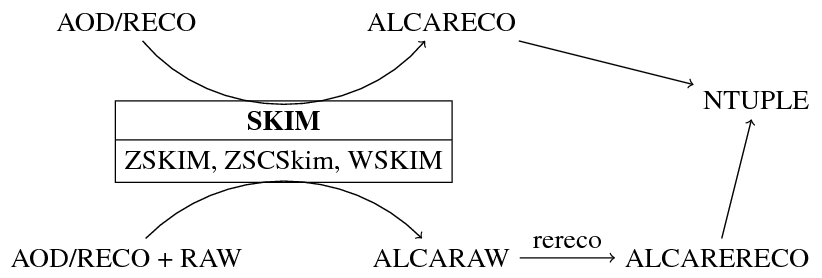 AOD/RECO
ALCARECO
NTUPLE
SKIM
ZSKIM, ZSCSkim, WSKIM
AOD/RECO + RAW
ALCARAW
rereco
ALCARERECO